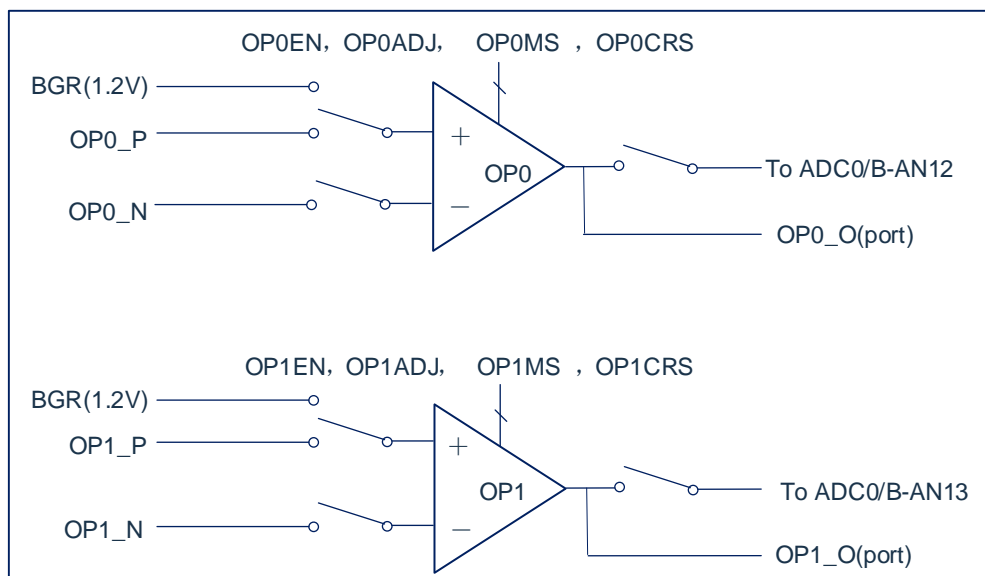 OP0EN，OP0ADJ， OP0MS ，OP0CRS
BGR(1.2V)
OP0_P
+
OP0
To ADC0/B-AN12
OP0_N
−
OP0_O(port)
OP1EN，OP1ADJ， OP1MS ，OP1CRS
BGR(1.2V)
OP1_P
+
OP1
To ADC0/B-AN13
OP1_N
−
OP1_O(port)